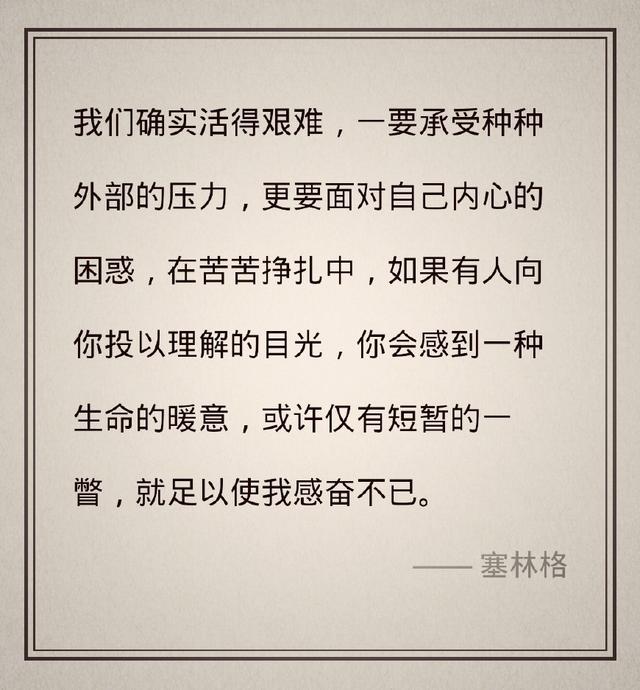 我们确实活得艰难，一要承受种种
外部的压力，更要面对自己内心的
困惑，在苦苦挣扎中，如果有人向
你投以理解的目光，你会感到一种
生命的暖意，或许仅有短暂的一
瞥，就足以使我感奋不已。
—— 塞林格